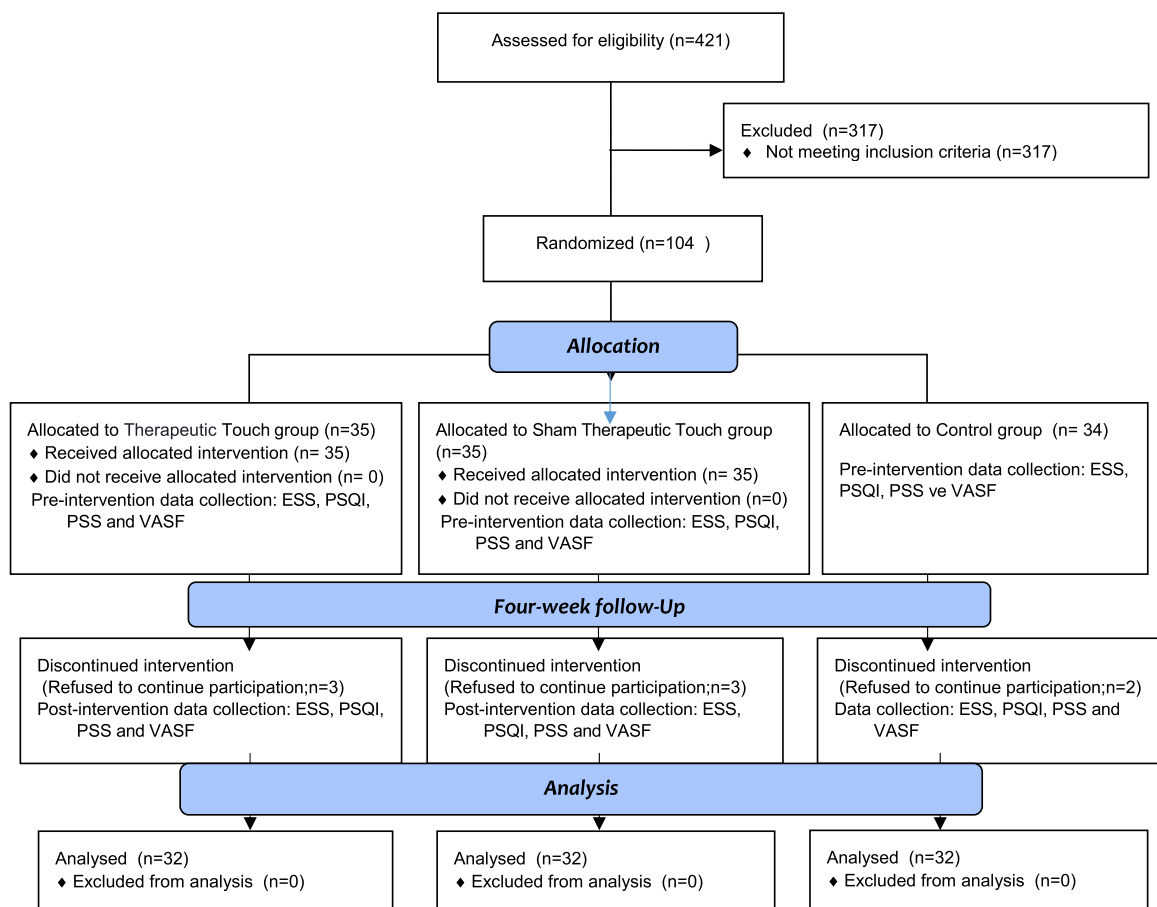 Assessed for eligibility (n=421)
Excluded (n=317)
♦ Not meeting inclusion criteria (n=317)
Randomized (n=104 )
Allocation
Allocated to Therapeutic Touch group (n=35)
♦ Received allocated intervention (n= 35)
♦ Did not receive allocated intervention (n= 0)
Pre-intervention data collection: ESS, PSQI,
PSS and VASF
Allocated to Sham Therapeutic Touch group
(n=35)
♦ Received allocated intervention (n= 35)
♦ Did not receive allocated intervention (n=0)
Pre-intervention data collection: ESS, PSQI,
PSS and VASF
Allocated to Control group (n= 34)
Pre-intervention data collection: ESS,
PSQI, PSS ve VASF
Four-week follow-Up
Discontinued intervention
(Refused to continue participation;n=3)
Post-intervention data collection: ESS, PSQI,
PSS and VASF
Discontinued intervention
(Refused to continue participation;n=3)
Post-intervention data collection: ESS,
PSQI, PSS and VASF
Discontinued intervention
(Refused to continue participation;n=2)
Data collection: ESS, PSQI, PSS and
VASF
Analysis
Analysed (n=32)
♦ Excluded from analysis (n=0)
Analysed (n=32)
♦ Excluded from analysis (n=0)
Analysed (n=32)
♦ Excluded from analysis (n=0)